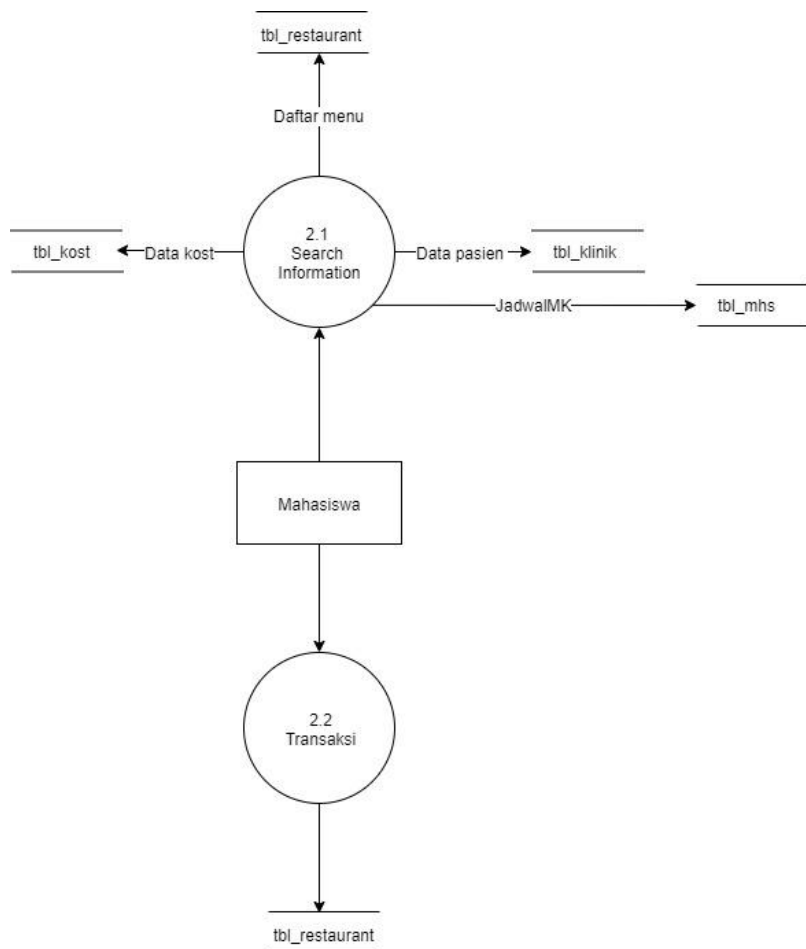 tbl_restaurant
Daftar menu
2.1
Search
Information
tbl_kost
Data kost
Data pasien
tbl_klinik
JadwalMK
tbl_mhs
Mahasiswa
2.2
Transaksi
tbl_restaurant